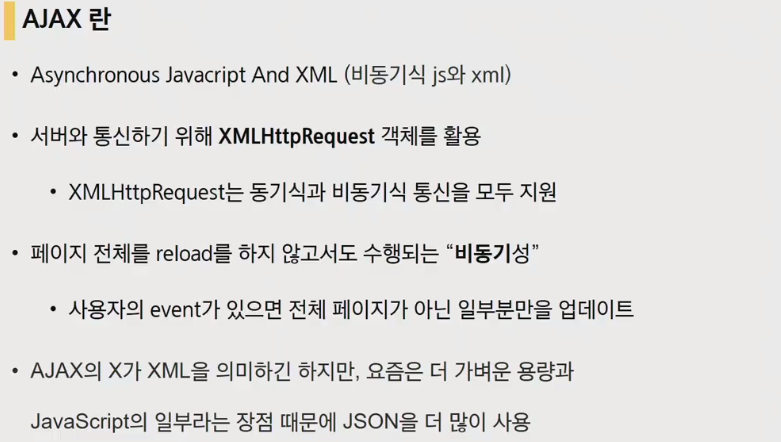 AJAX 란
• Asynchronous Javacript And XML (비동기식 js와 xml)
• 서버와 통신하기 위해 XMLHttpRequest 객체를 활용
• XMLHttpRequest는 동기식과 비동기식 통신을 모두 지원
• 페이지 전체를 reload를 하지 않고서도 수행되는 “비동기성”
• 사용자의 event가 있으면 전체 페이지가 아닌 일부분만을 업데이트
• AJAX의 X가 XML을 의미하긴 하지만, 요즘은 더 가벼운 용량과
JavaScript의 일부라는 장점 때문에 JSON을 더 많이 사용